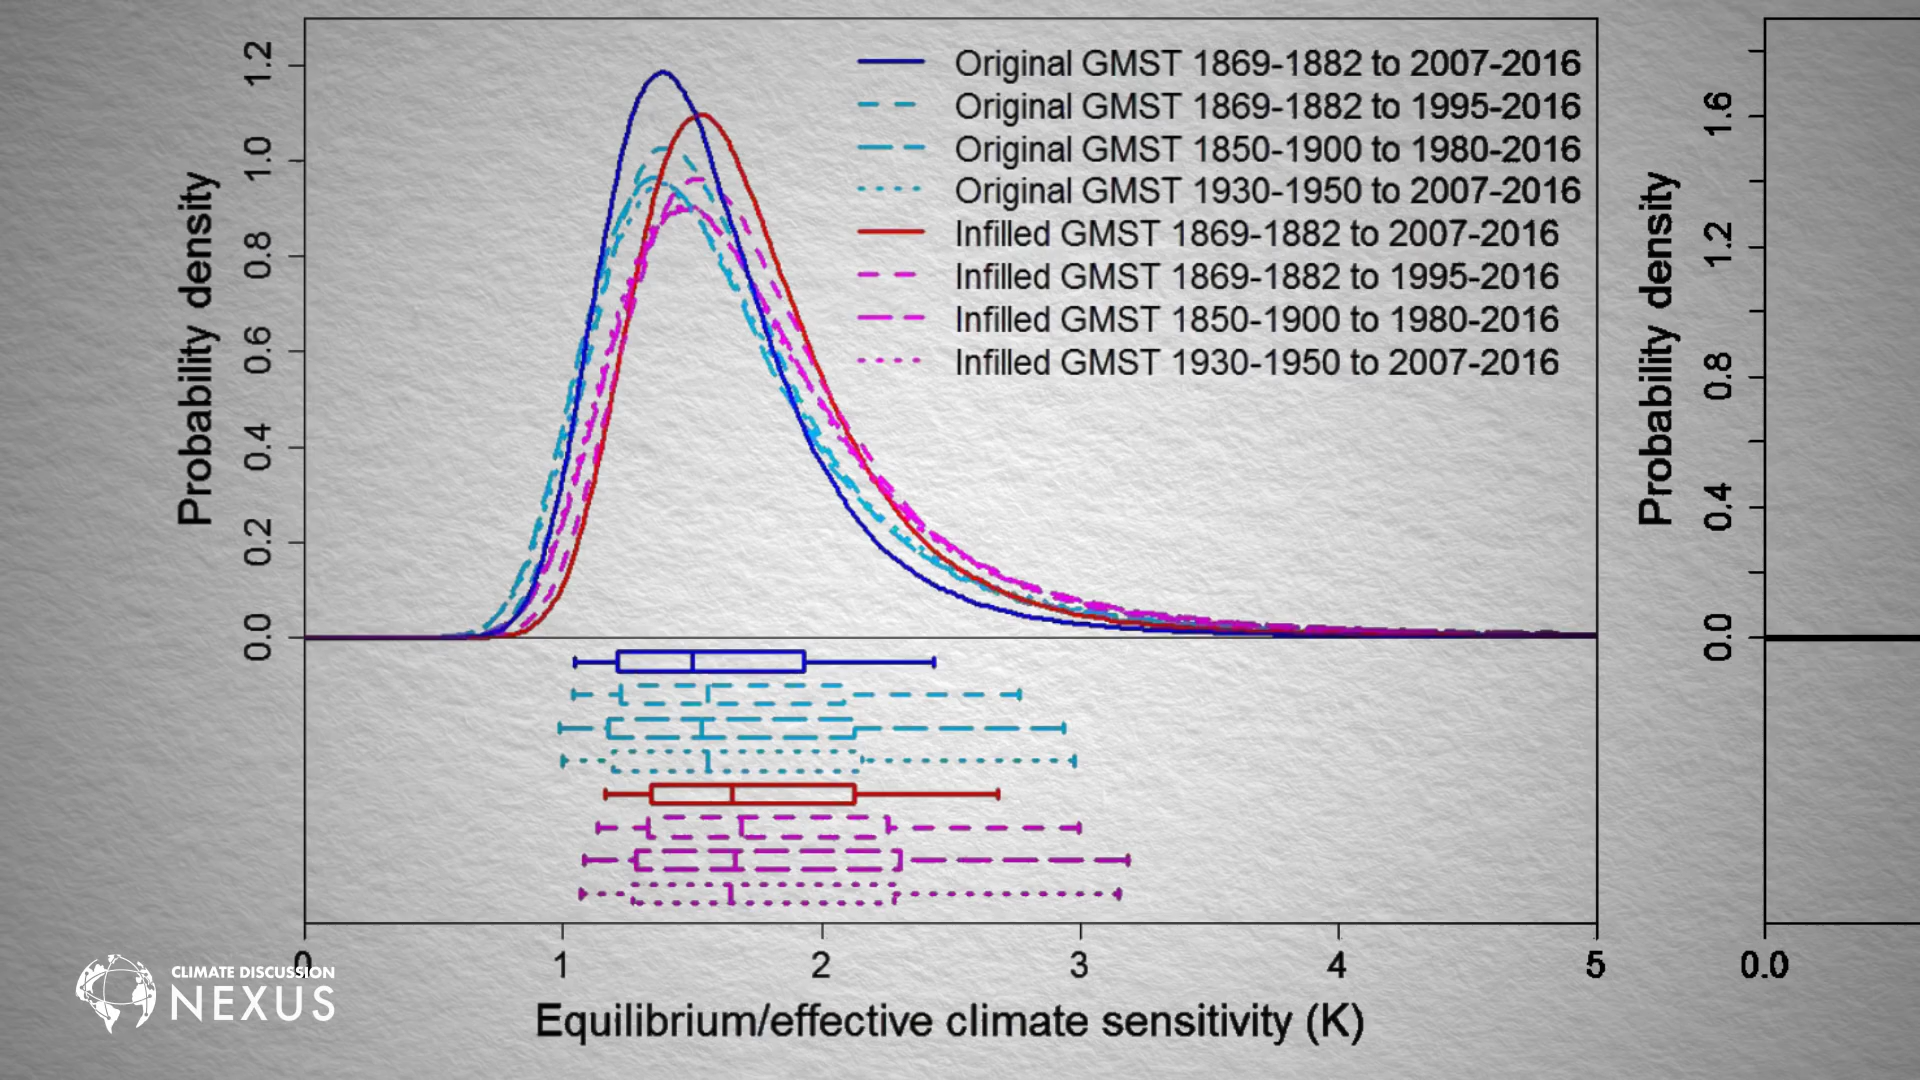 Original GMST 1869-1882 to 2007-2016
Original GMST 1869-1882 to 1995-2016
Original GMST 1850-1900 to 1980-2016
Original GMST 1930-1950 to 2007-2016
Infilled GMST 1869-1882 to 2007-2016
Infilled GMST 1869-1882 to 1995-2016
Infilled GMST 1850-1900 to 1980-2016
Infilled GMST 1930-1950 to 2007-2016
Probability density
1.2
1.0
0.8
0.6
0.4
0.2
0.0
0 1 2 3 4 5
Equilibrium/effective climate sensitivity (K)
Probability density
1.6
1.2
0.8
0.4
0.0
0.0
CLIMATE DISCUSSION
NEXUS